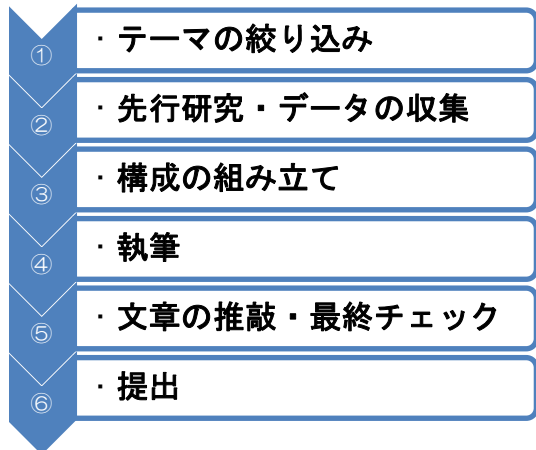 ①
・テーマの絞り込み
②
・先行研究・データの収集
③
・構成の組み立て
④
・執筆
⑤
・文章の推敲・最終チェック
⑥
・提出